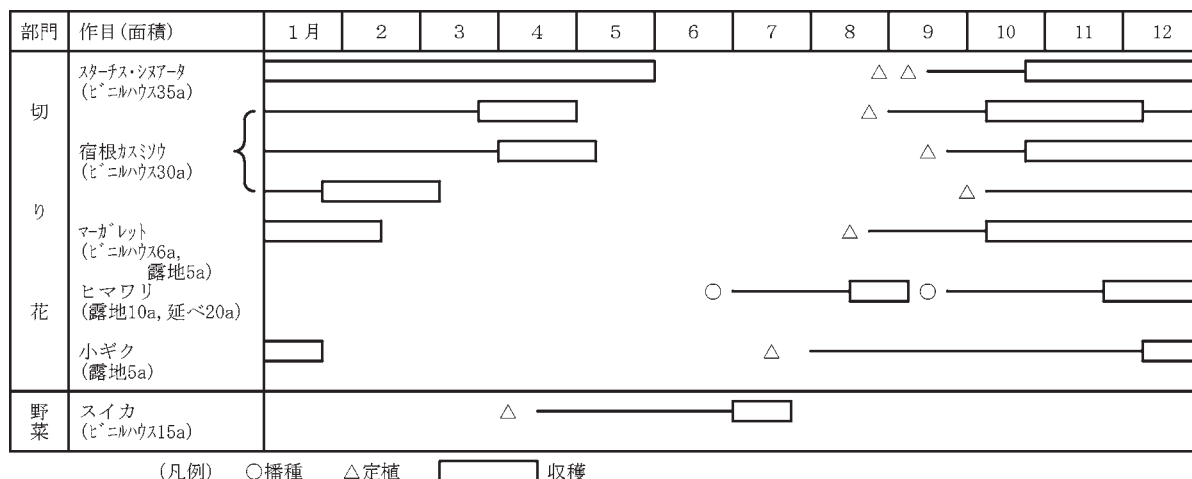 部門 作目(面積) 1月 2 3 4 5 6 7 8 9 10 11 12
切り花
スターチス・シヌアータ
(ビニルハウス35a)
宿根カスミソウ
(ビニルハウス30a)
マーガレット
(ビニルハウス6a,
露地5a)
ヒマワリ
(露地10a, 延べ20a)
小ギク
(露地5a)
野菜
スイカ
(ビニルハウス15a)
(凡例) ○播種 △定植 収穫